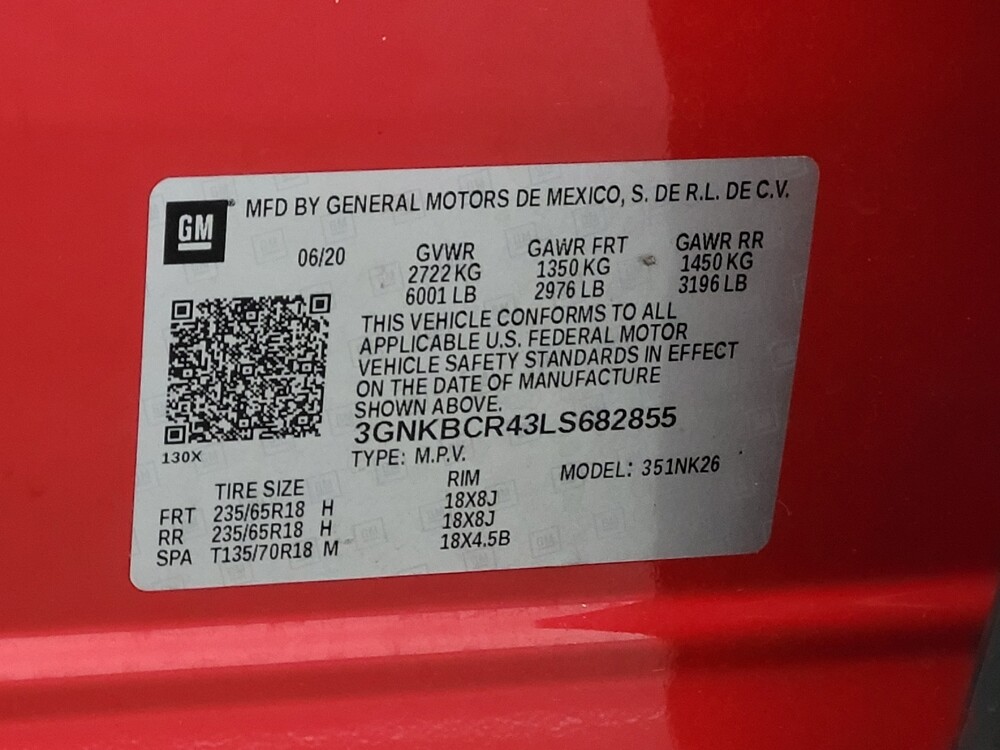 GM
MFD BY GENERAL MOTORS DE MEXICO, S. DE R.L. DE C.V.
06/20 GVWR GAWR FRT GAWR RR
2722 KG 1350 KG 1450 KG
6001 LB 2976 LB 3196 LB
THIS VEHICLE CONFORMS TO ALL
APPLICABLE U.S. FEDERAL MOTOR
VEHICLE SAFETY STANDARDS IN EFFECT
ON THE DATE OF MANUFACTURE
SHOWN ABOVE.
3GNKBCR43LS682855
130X
TYPE: M.P.V. MODEL: 351NK26
TIRE SIZE RIM
FRT 235/65R18 H 18X8J
RR 235/65R18 H 18X8J
SPA T135/70R18 M 18X4.5B